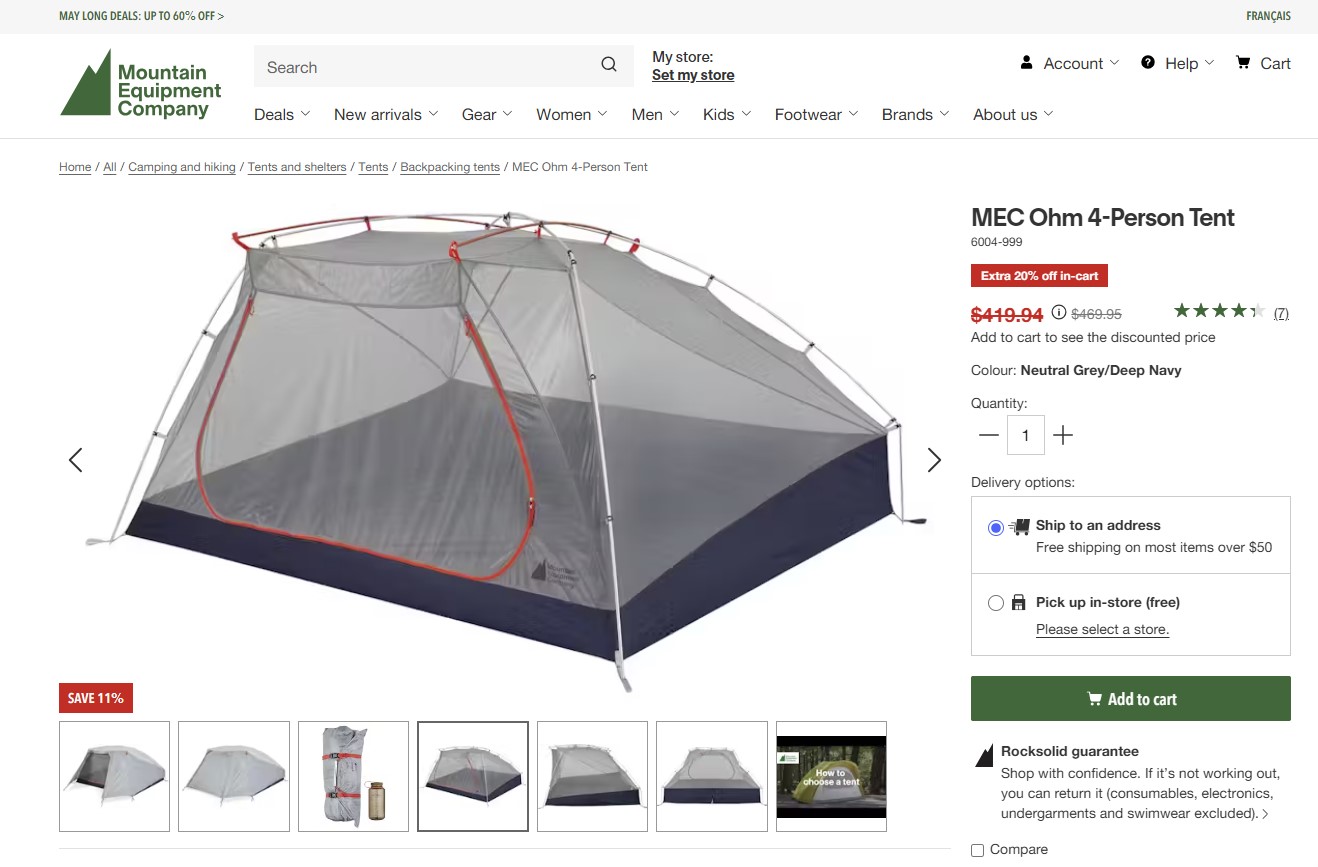 MAY LONG DEALS: UP TO 60% OFF >
FRANÇAIS
Mountain
Equipment
Company
Search
My store:
Set my store
Account
Help
Cart
Deals
New arrivals
Gear
Women
Men
Kids
Footwear
Brands
About us
Home / All / Camping and hiking / Tents and shelters / Tents / Backpacking tents / MEC Ohm 4-Person Tent
MEC Ohm 4-Person Tent
6004-999
Extra 20% off in-cart
$419.94 $469.95
(7)
Add to cart to see the discounted price
Colour: Neutral Grey/Deep Navy
Quantity:
1
Delivery options:
Ship to an address
Free shipping on most items over $50
Pick up in-store (free)
Please select a store.
Mountain
Equipment
Company
SAVE 11%
How to
choose a tent
Add to cart
Rocksolid guarantee
Shop with confidence. If it’s not working out,
you can return it (consumables, electronics,
undergarments and swimwear excluded). >
Compare